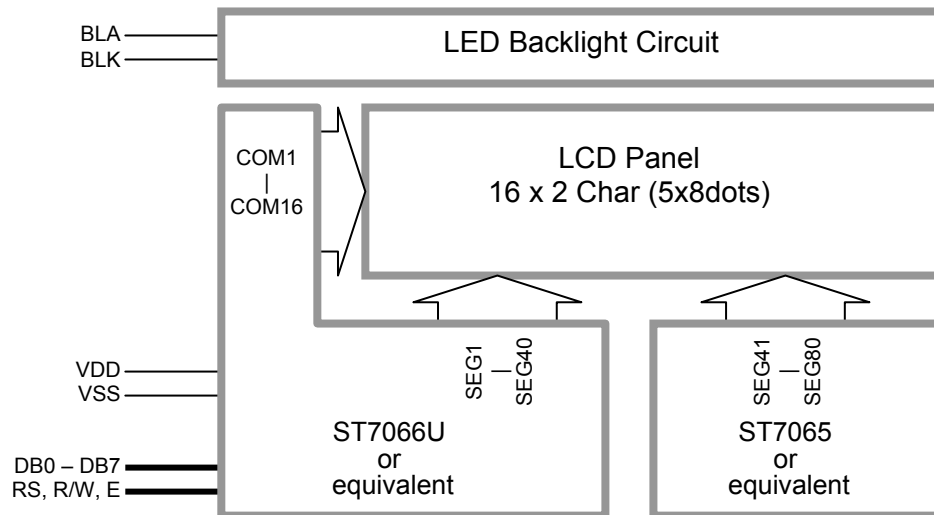 BLA
BLK
LED Backlight Circuit
COM1
|
COM16
LCD Panel
16 x 2 Char (5x8dots)
SEG1
—
SEG40
SEG41
—
SEG80
VDD
VSS
DB0 – DB7
RS, R/W, E
ST7066U
or
equivalent
ST7065
or
equivalent